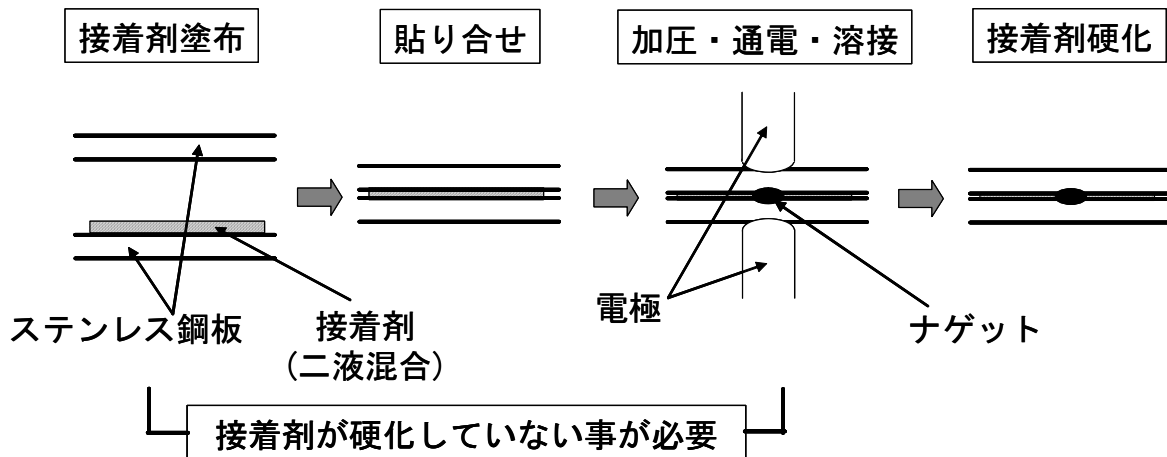 接着剤塗布
貼り合せ
加圧・通電・溶接
接着剤硬化
ステンレス鋼板
接着剤
(二液混合)
電極
ナゲット
接着剤が硬化していない事が必要